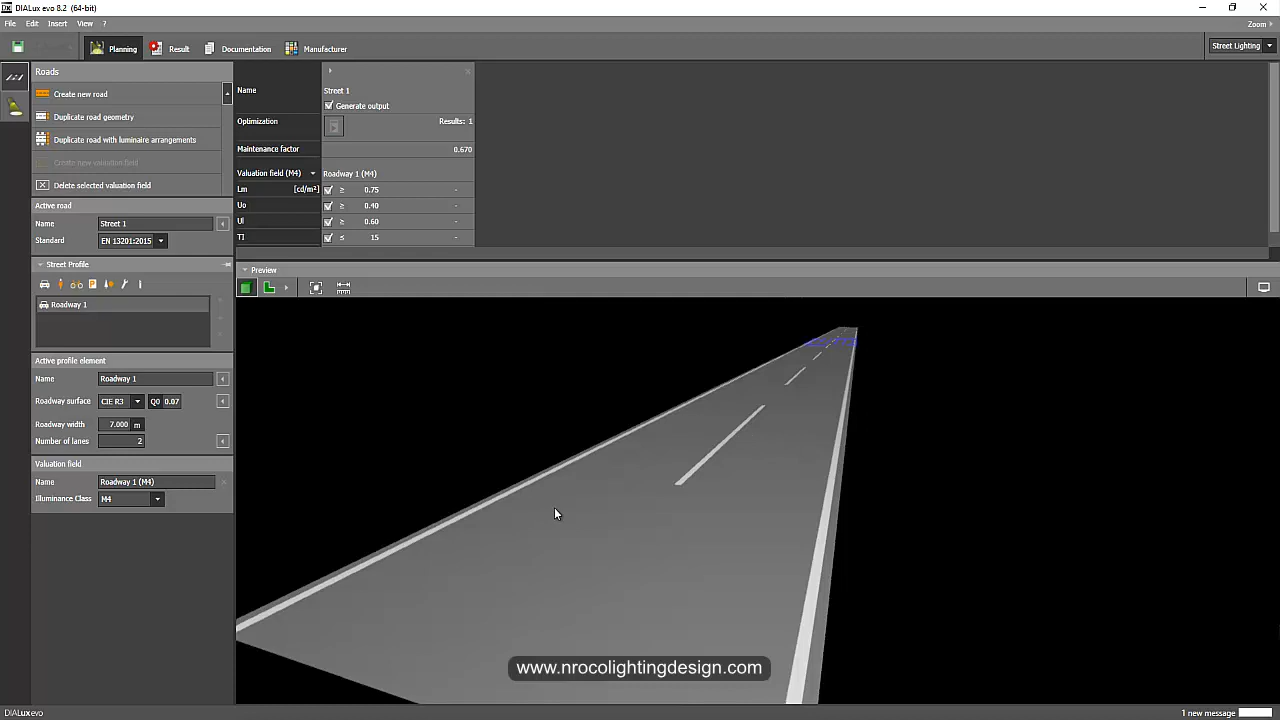 DIALux evo 8.2 (64-bit)
File Edit Insert View ?
Zoom
Planning Result Documentation Manufacturer
Street Lighting
Roads
Create new road
Duplicate road geometry
Duplicate road with luminaire arrangements
Create new valuation field
Delete selected valuation field
Active road
Name Street 1
Standard EN 13201:2015
Street Profile
Roadway 1
Active profile element
Name Roadway 1
Roadway surface CIE R3 Q0 0.07
Roadway width 7.000 m
Number of lanes 2
Valuation field
Name Roadway 1 (M4)
Illuminance Class M4
Name Street 1
Generate output
Optimization Results: 1
Maintenance factor 0.670
Valuation field (M4) Roadway 1 (M4)
Lm [cd/m²] ≥ 0.75 -
Uo ≥ 0.40 -
Ul ≥ 0.60 -
TI ≤ 15 -
Preview
www.nrocolightingdesign.com
DIALux evo
1 new message